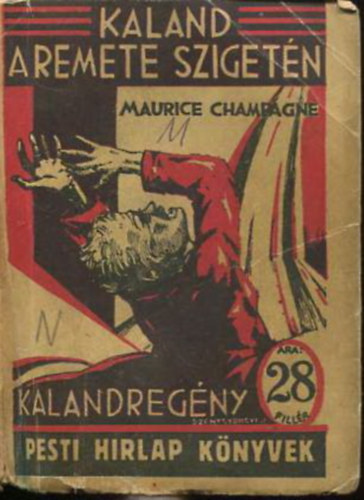 KALAND
A REMETE SZIGETÉN
MAURICE CHAMPAGNE
M
N
KALANDREGÉNY
ÁRA:
28
FILLÉR
PESTI HIRLAP KÖNYVEK